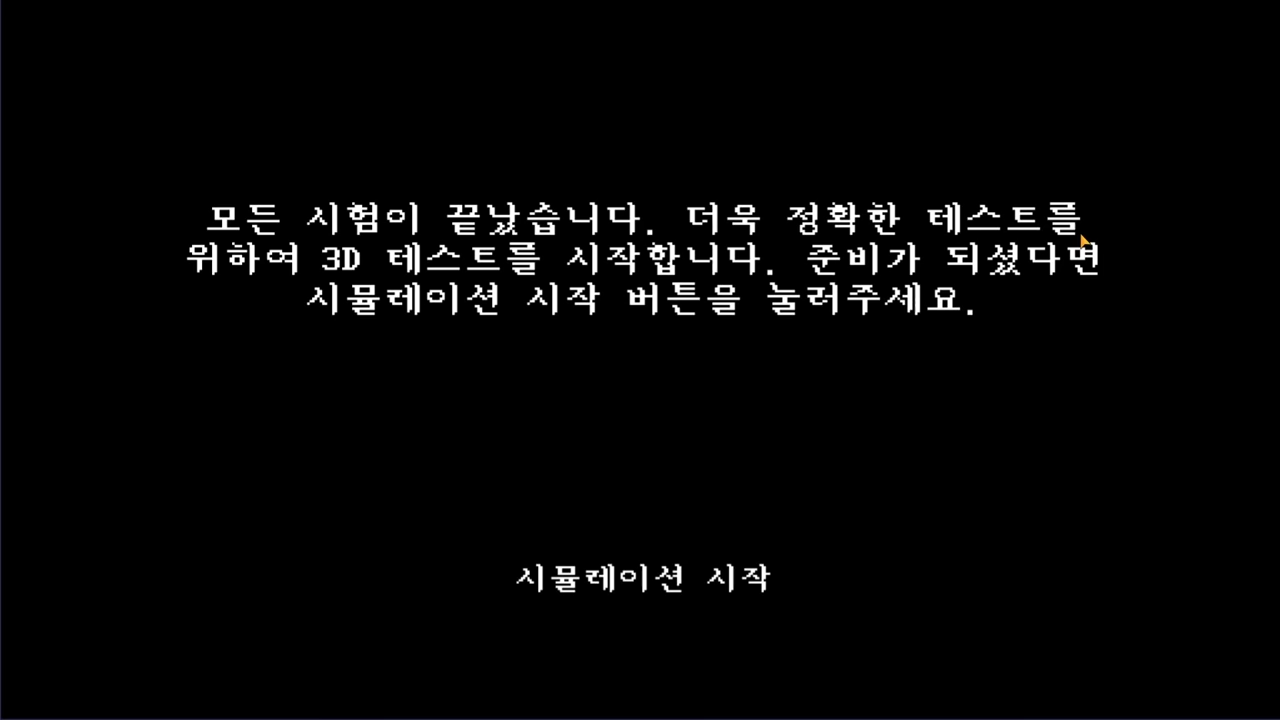 모든 시험이 끝났습니다. 더욱 정확한 테스트를
위하여 3D 테스트를 시작합니다. 준비가 되셨다면
시뮬레이션 시작 버튼을 눌러주세요.
시뮬레이션 시작